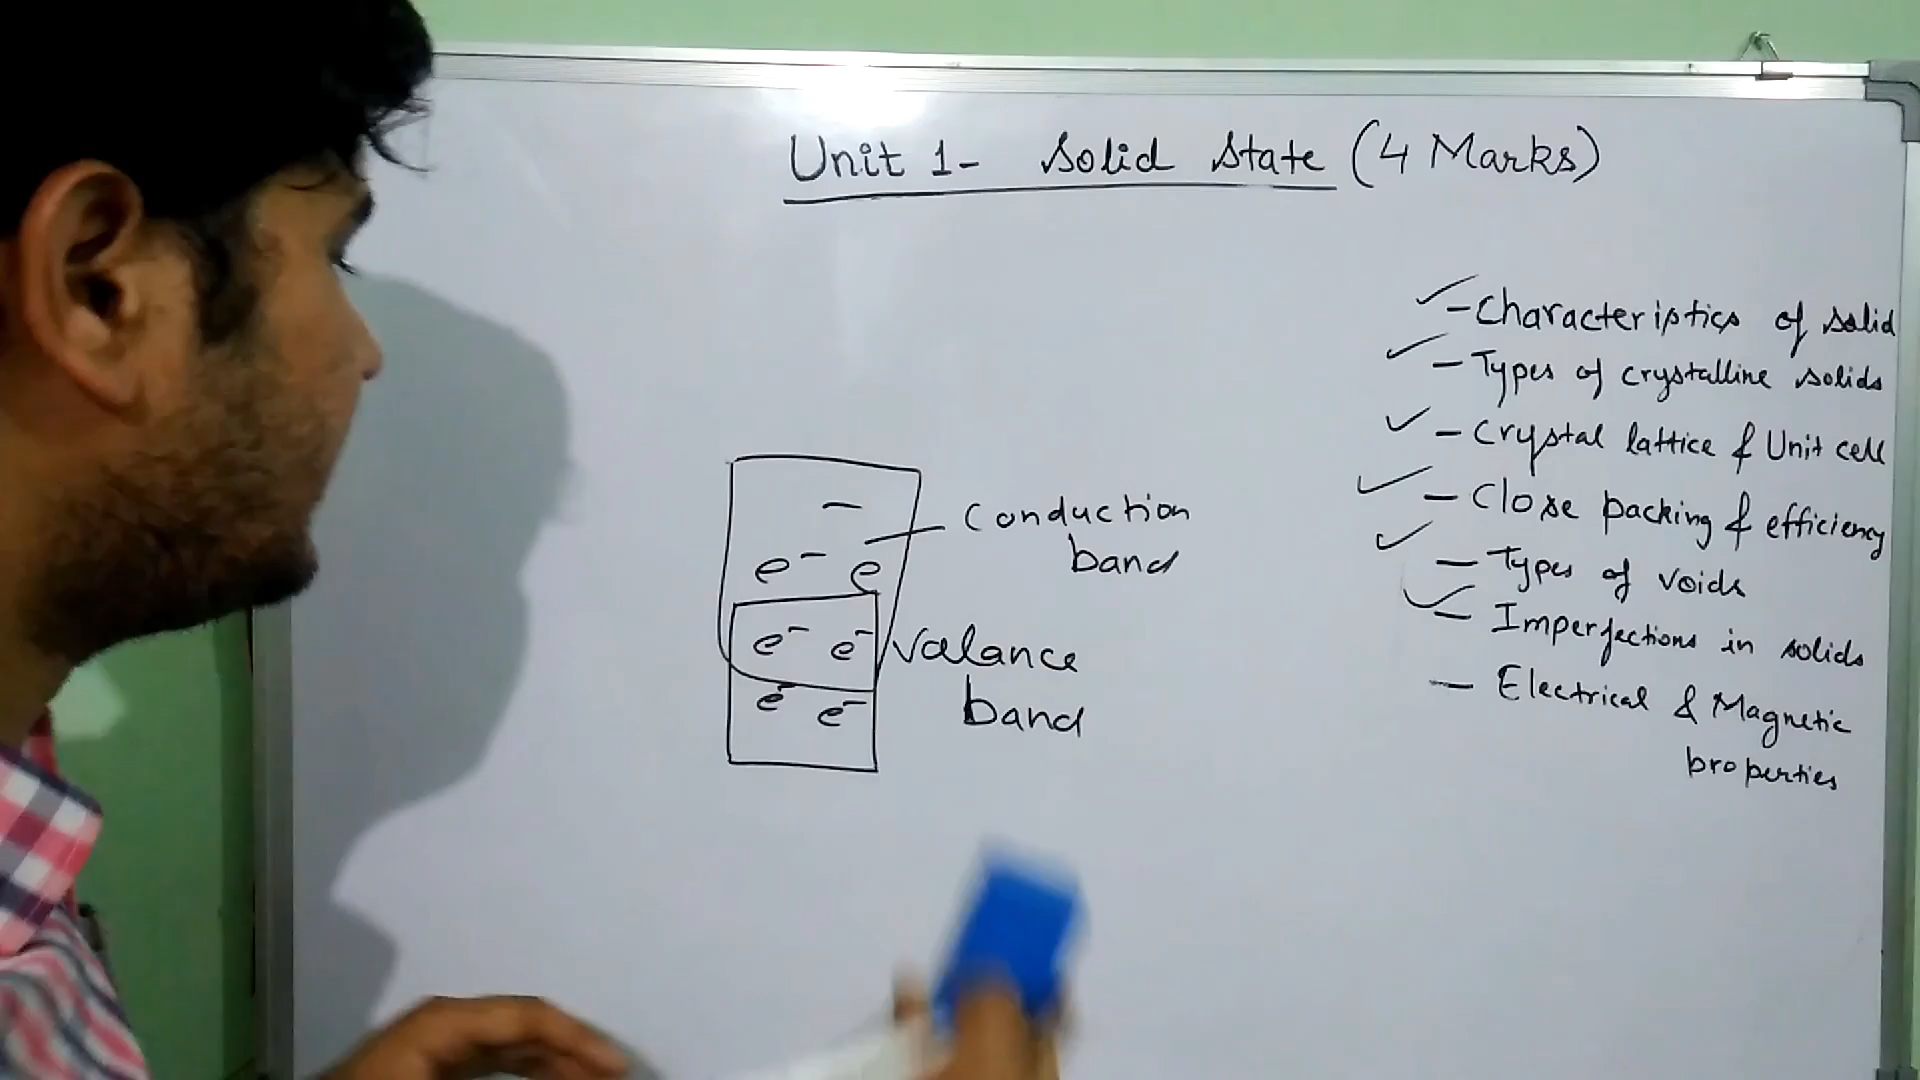 Unit 1- Solid State (4 Marks)
- Characteristics of solid
- Types of crystalline solids
- Crystal lattice & Unit cell
- Close packing & efficiency
- Types of voids
- Imperfections in solids
- Electrical & Magnetic
properties
Conduction
band
e⁻ e
e⁻ e⁻ Valance
band
e⁻ e⁻